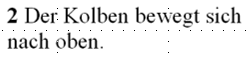 2 Der Kolben bewegt sich
nach oben.